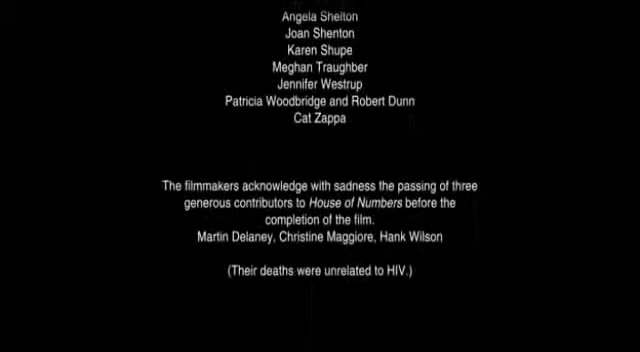 Angela Shelton
Joan Shenton
Karen Shupe
Meghan Traughber
Jennifer Westrup
Patricia Woodbridge and Robert Dunn
Cat Zappa
The filmmakers acknowledge with sadness the passing of three
generous contributors to House of Numbers before the
completion of the film.
Martin Delaney, Christine Maggiore, Hank Wilson
(Their deaths were unrelated to HIV.)